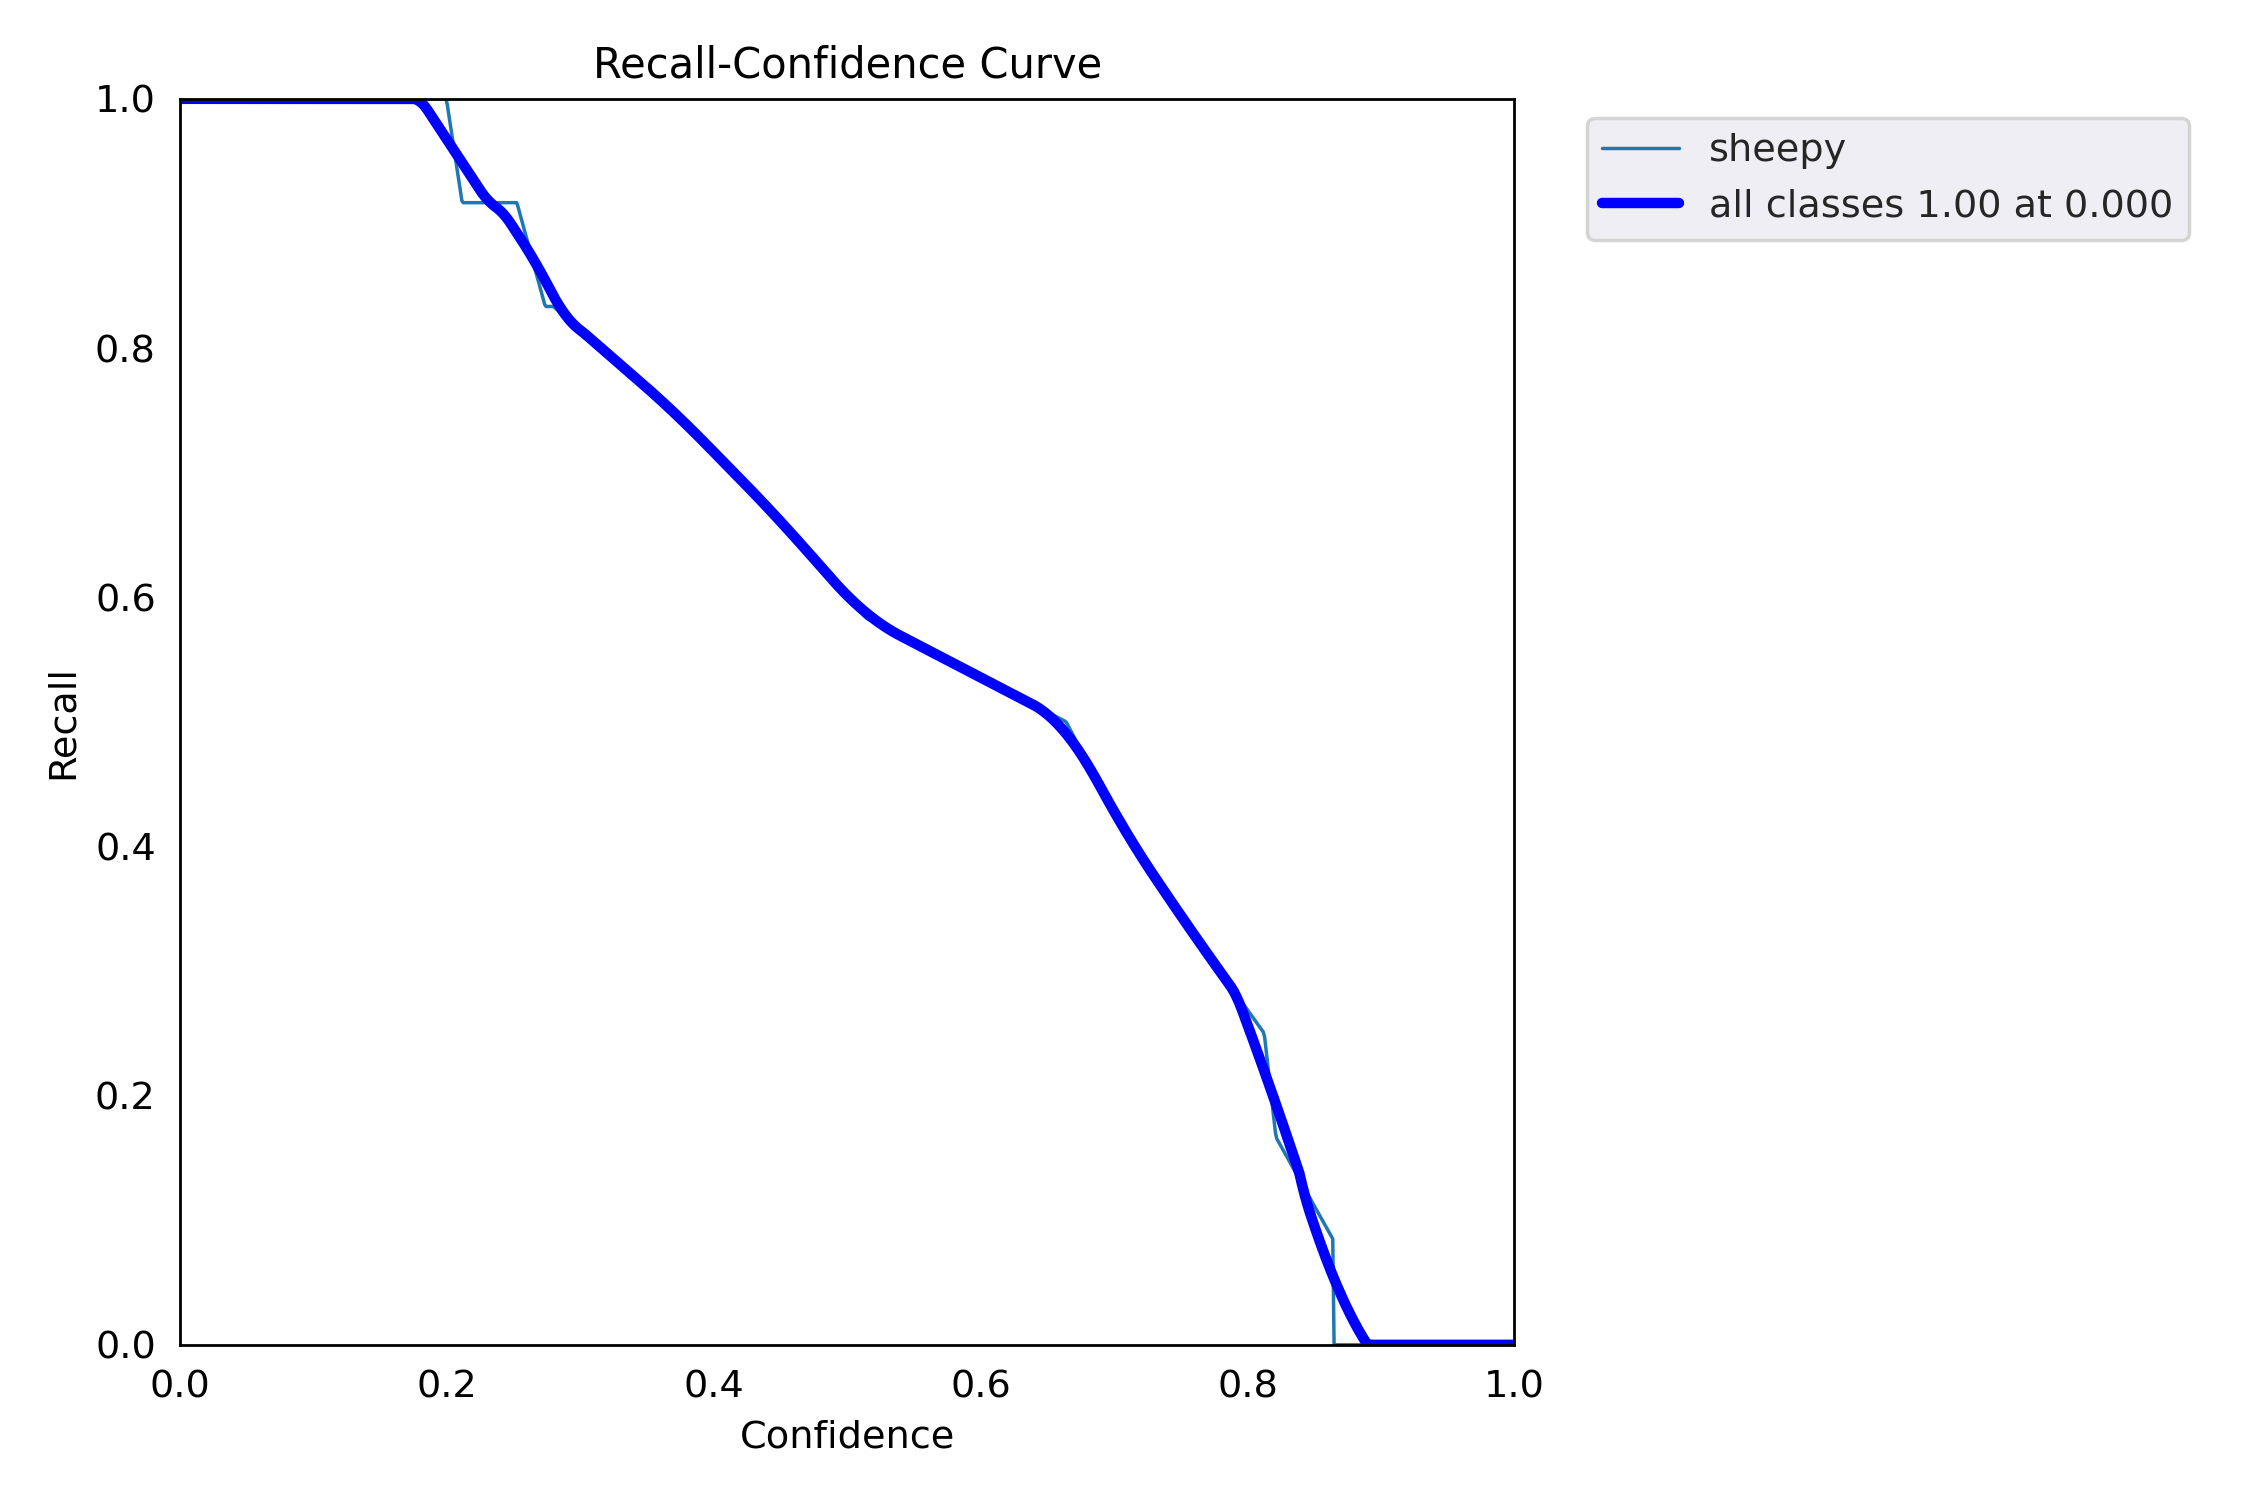 Recall-Confidence Curve
1.0
0.8
0.6
0.4
0.2
0.0
Recall
0.0 0.2 0.4 0.6 0.8 1.0
Confidence
sheepy
all classes 1.00 at 0.000